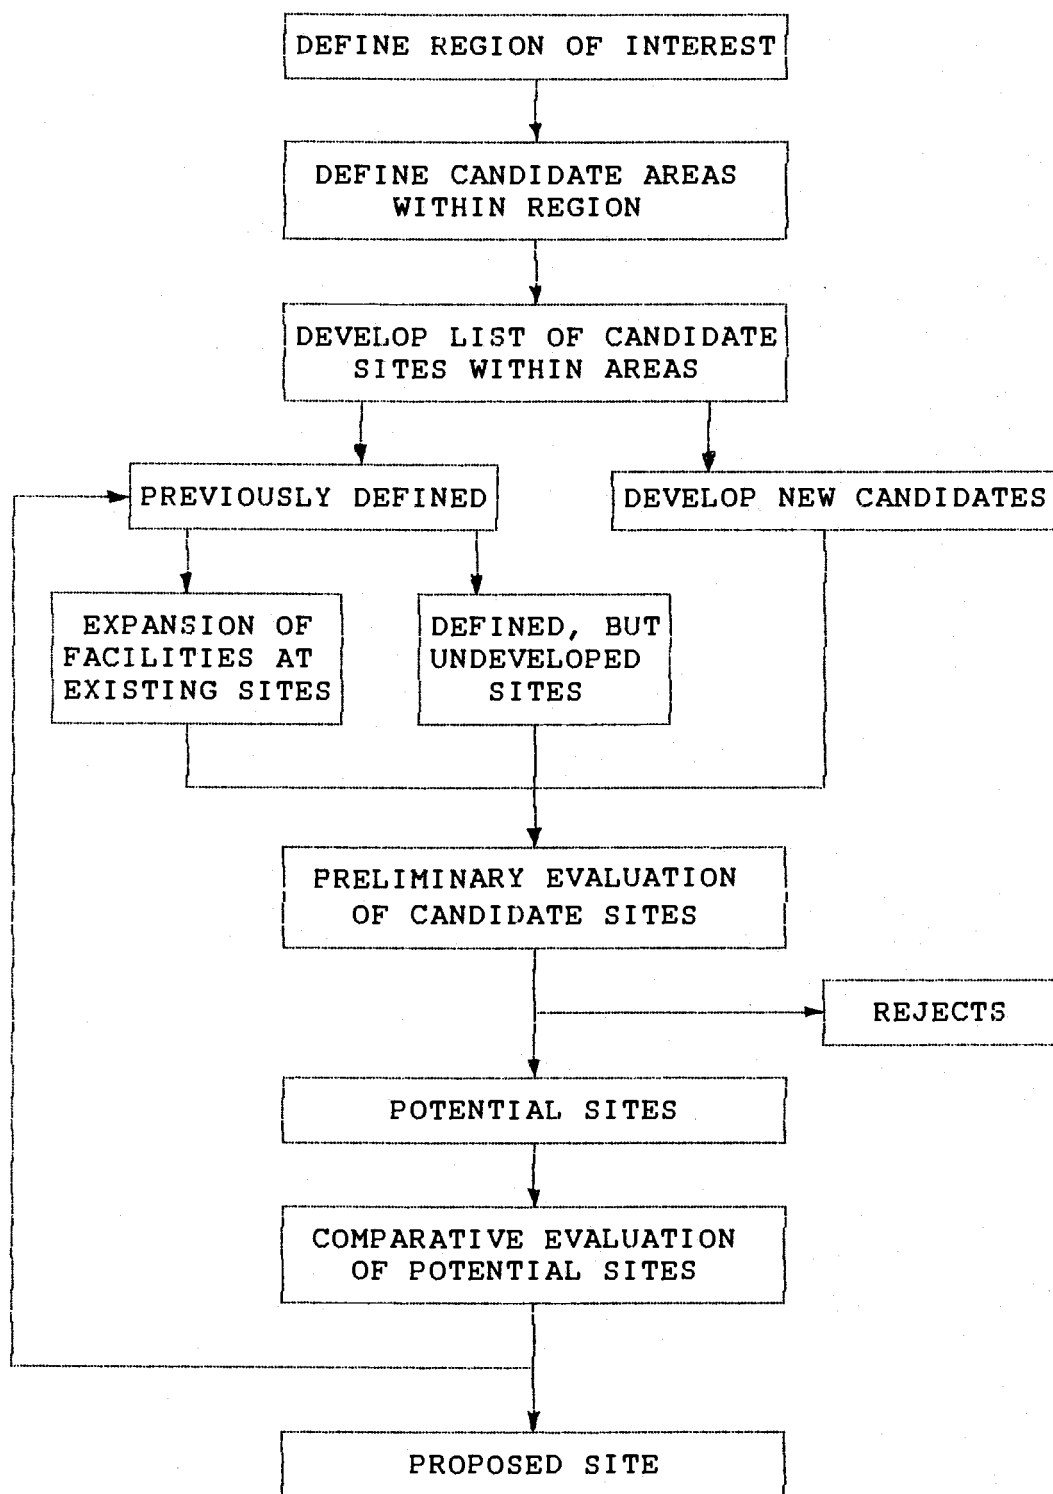 DEFINE REGION OF INTEREST
DEFINE CANDIDATE AREAS
WITHIN REGION
DEVELOP LIST OF CANDIDATE
SITES WITHIN AREAS
PREVIOUSLY DEFINED
DEVELOP NEW CANDIDATES
EXPANSION OF
FACILITIES AT
EXISTING SITES
DEFINED, BUT
UNDEVELOPED
SITES
PRELIMINARY EVALUATION
OF CANDIDATE SITES
REJECTS
POTENTIAL SITES
COMPARATIVE EVALUATION
OF POTENTIAL SITES
PROPOSED SITE